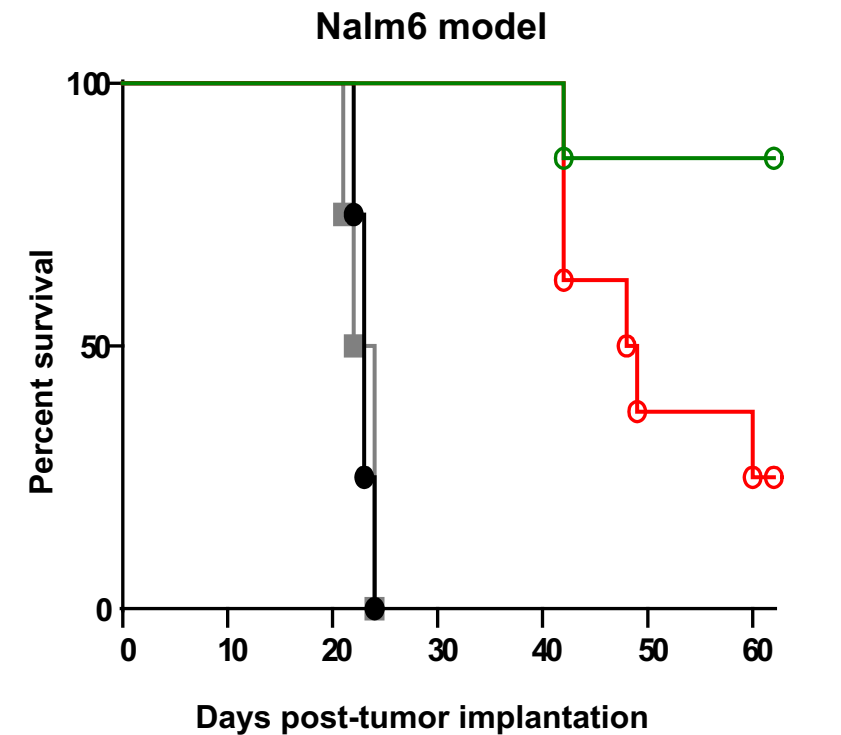 Nalm6 model
100
50
0
Percent survival
0 10 20 30 40 50 60
Days post-tumor implantation